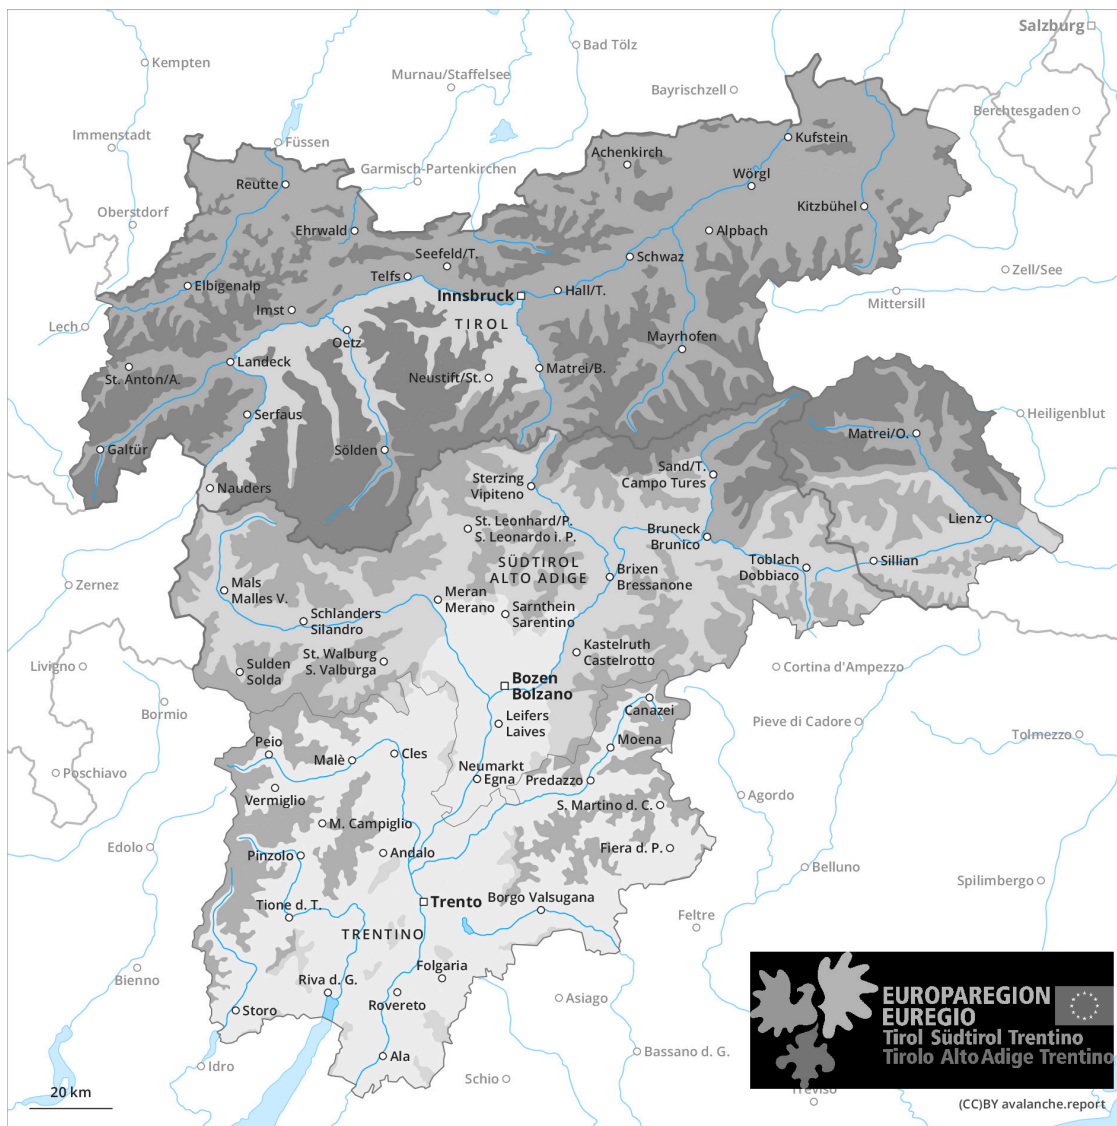 Salzburg
Bad Tölz
Kempten
Murnau/Staffelsee
Bayrischzell
Berchtesgaden
Immenstadt
Füssen
Kufstein
Achenkirch
Garmisch-Partenkirchen
Wörgl
Reutte
Kitzbühel
Oberstdorf
Ehrwald
Alpbach
Seefeld/T.
Schwaz
Zell/See
Telfs
Elbigenalp
Innsbruck
Hall/T.
Mittersill
Imst
Lech
TIROL
Oetz
Mayrhofen
Landeck
Matrei/B.
St. Anton/A.
Neustift/St.
Serfaus
Heiligenblut
Matrei/O.
Galtür
Sölden
Sand/T.
Campo Tures
Sterzing
Vipiteno
Nauders
St. Leonhard/P.
S. Leonardo i. P.
Lienz
Bruneck
Brunico
SÜDTIROL
ALTO ADIGE
Toblach
Dobbiaco
Sillian
Brixen
Bressanone
Zernez
Mals
Malles V.
Meran
Merano
Schlanders
Silandro
Sarnthein
Sarentino
Kastelruth
Castelrotto
St. Walburg
S. Valburga
Livigno
Sulden
Solda
Cortina d'Ampezzo
Bozen
Bolzano
Canazei
Bormio
Leifers
Laives
Pieve di Cadore
Tolmezzo
Peio
Moena
Cles
Malè
Poschiavo
Neumarkt
Egna
Predazzo
Vermiglio
Agordo
S. Martino d. C.
M. Campiglio
Edolo
Pinzolo
Andalo
Fiera d. P.
Belluno
Spilimbergo
Borgo Valsugana
Trento
Tione d. T.
Feltre
TRENTINO
Folgaria
Bienno
Riva d. G.
Rovereto
Asiago
Storo
EUROPAREGION
EUREGIO
Tirol Südtirol Trentino
Tirolo Alto Adige Trentino
Ala
Bassano d. G.
Idro
Schio
20 km
Treviso
(CC)BY avalanche.report